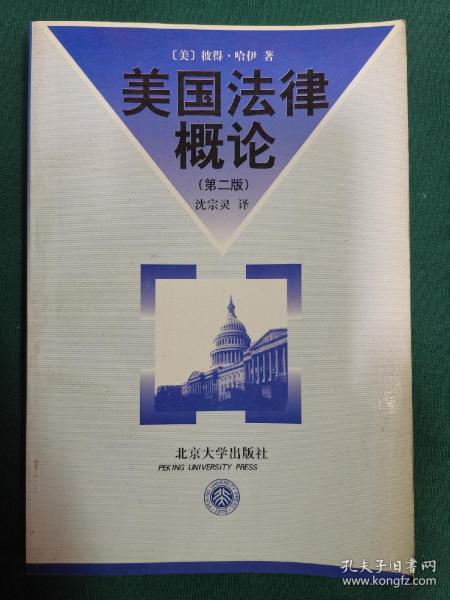 〔美〕彼得·哈伊 著
美国法律
概论
(第二版)
沈宗灵 译
北京大学出版社
PEKING UNIVERSITY PRESS
孔夫子旧书网
www.kongfz.com